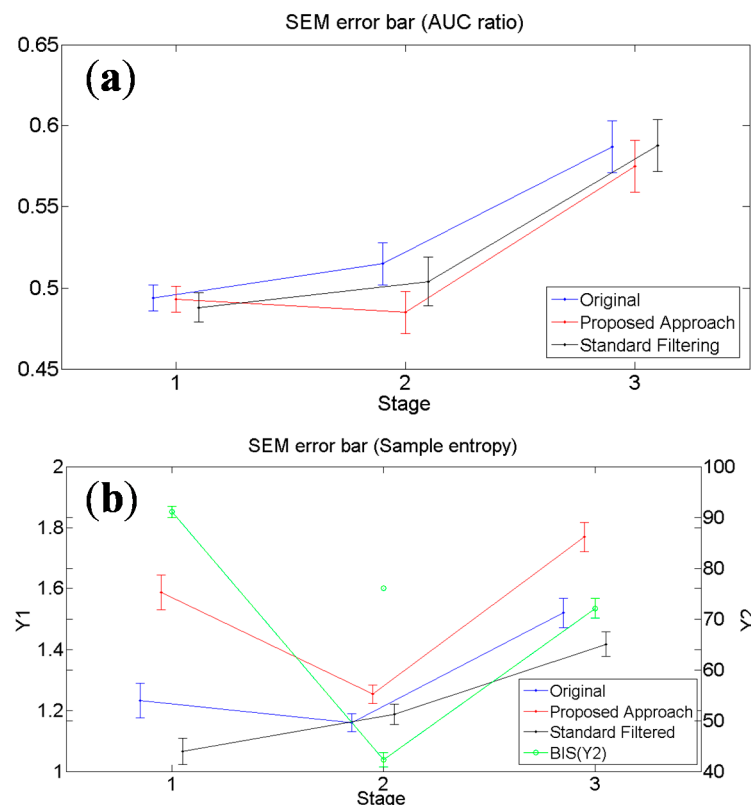 SEM error bar (AUC ratio)
(a)
0.65
0.6
0.55
0.5
0.45
1 2 3
Stage
Original
Proposed Approach
Standard Filtering
SEM error bar (Sample entropy)
(b)
2
1.8
1.6
1.4
1.2
1
Y1
100
90
80
70
60
50
40
Y2
1 2 3
Stage
Original
Proposed Approach
Standard Filtered
BIS(Y2)